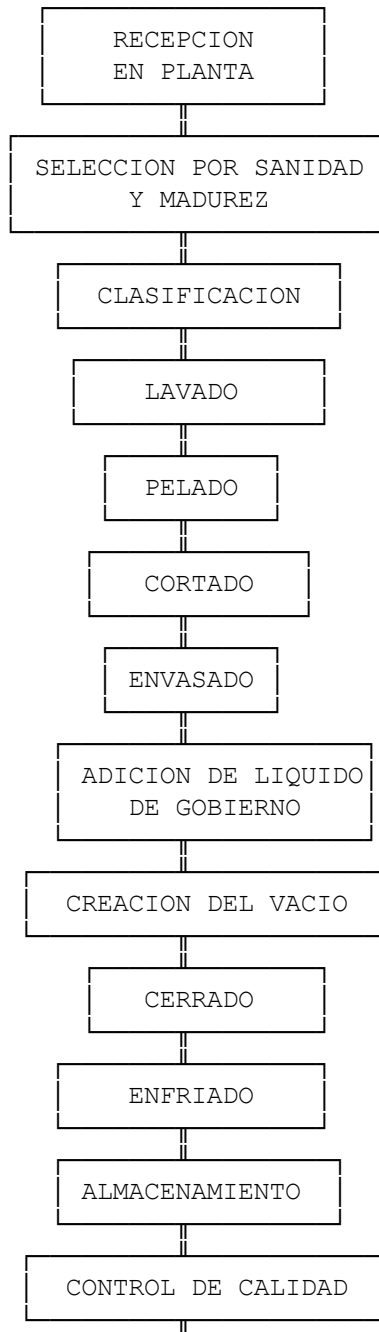 RECEPCION
EN PLANTA
SELECCION POR SANIDAD
Y MADUREZ
CLASIFICACION
LAVADO
PELADO
CORTADO
ENVASADO
ADICION DE LIQUIDO
DE GOBIERNO
CREACION DEL VACIO
CERRADO
ENFRIADO
ALMACENAMIENTO
CONTROL DE CALIDAD